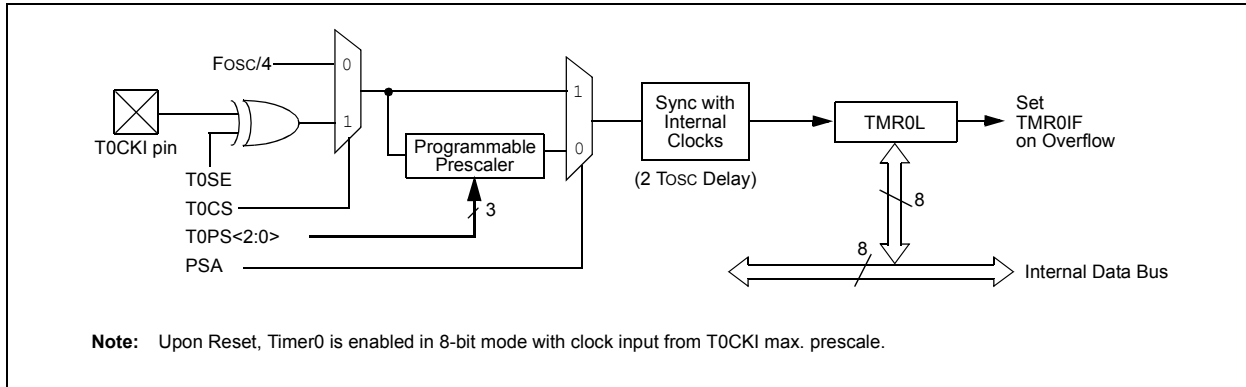 FOSC/4
0
1
T0CKI pin
T0SE
T0CS
T0PS<2:0>
PSA
Programmable
Prescaler
3
1
0
Sync with
Internal
Clocks
(2 TOSC Delay)
TMR0L
Set
TMR0IF
on Overflow
8
8
Internal Data Bus
Note: Upon Reset, Timer0 is enabled in 8-bit mode with clock input from T0CKI max. prescale.